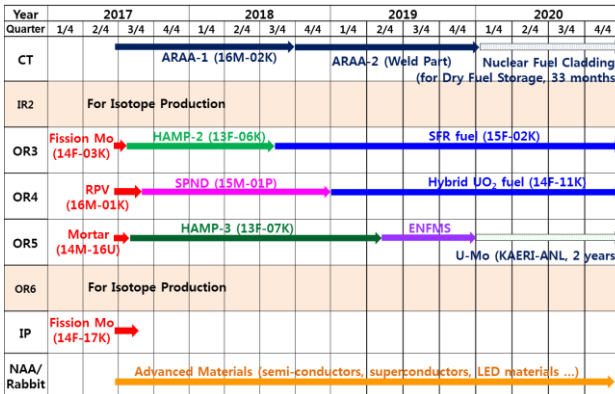 Year 2017 2018 2019 2020
Quarter 1/4 2/4 3/4 4/4 1/4 2/4 3/4 4/4 1/4 2/4 3/4 4/4 1/4 2/4 3/4 4/4
CT
ARAA-1 (16M-02K)
ARAA-2 (Weld Part)
Nuclear Fuel Cladding
(for Dry Fuel Storage, 33 months
IR2
For Isotope Production
OR3
Fission Mo
(14F-03K)
HAMP-2 (13F-06K)
SFR fuel (15F-02K)
OR4
RPV
(16M-01K)
SPND (15M-01P)
Hybrid UO₂ fuel (14F-11K)
OR5
Mortar
(14M-16U)
HAMP-3 (13F-07K)
ENFMS
U-Mo (KAERI-ANL, 2 years
OR6
For Isotope Production
IP
Fission Mo
(14F-17K)
NAA/
Rabbit
Advanced Materials (semi-conductors, superconductors, LED materials ...)